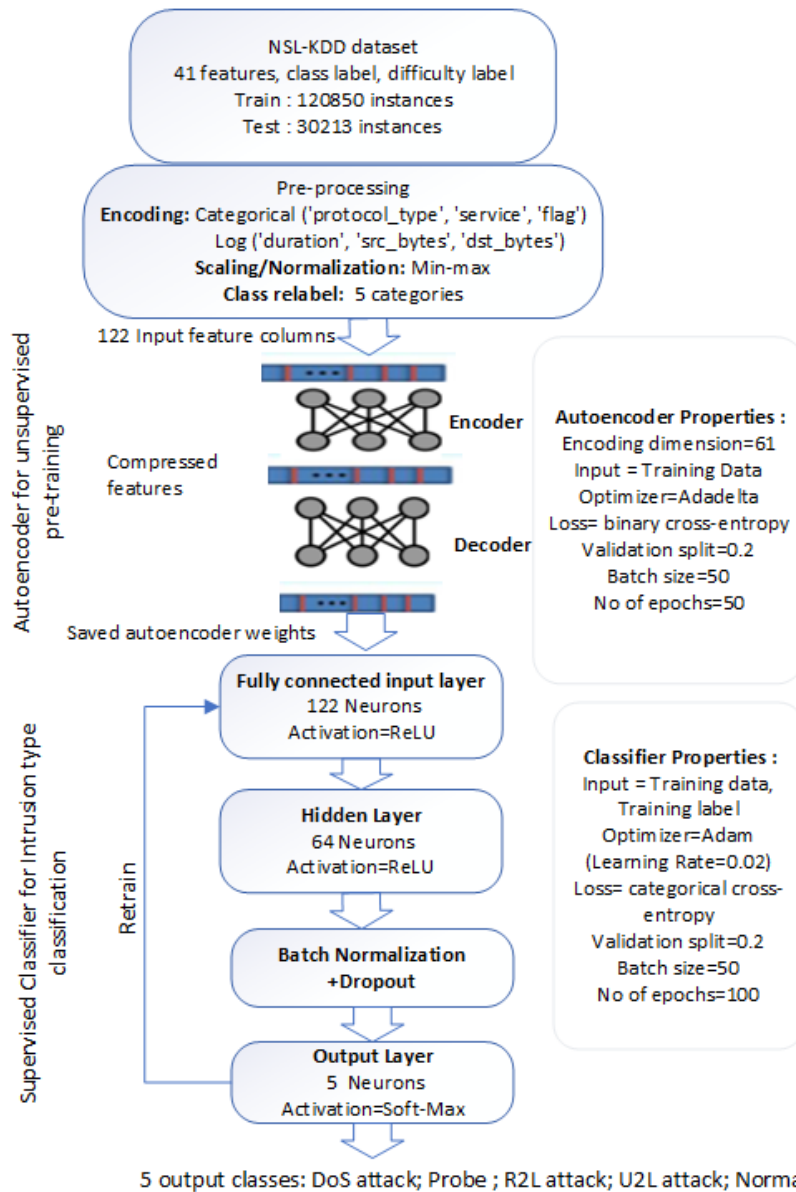 NSL-KDD dataset
41 features, class label, difficulty label
Train : 120850 instances
Test : 30213 instances
Pre-processing
Encoding: Categorical ('protocol_type', 'service', 'flag')
Log ('duration', 'src_bytes', 'dst_bytes')
Scaling/Normalization: Min-max
Class relabel: 5 categories
122 Input feature columns
Autoencoder for unsupervised
pre-training
Encoder
Compressed
features
Decoder
Saved autoencoder weights
Autoencoder Properties :
Encoding dimension=61
Input = Training Data
Optimizer=Adadelta
Loss= binary cross-entropy
Validation split=0.2
Batch size=50
No of epochs=50
Supervised Classifier for Intrusion type
classification
Retrain
Fully connected input layer
122 Neurons
Activation=ReLU
Hidden Layer
64 Neurons
Activation=ReLU
Batch Normalization
+Dropout
Output Layer
5 Neurons
Activation=Soft-Max
Classifier Properties :
Input = Training data,
Training label
Optimizer=Adam
(Learning Rate=0.02)
Loss= categorical cross-
entropy
Validation split=0.2
Batch size=50
No of epochs=100
5 output classes: DoS attack; Probe ; R2L attack; U2L attack; Norma